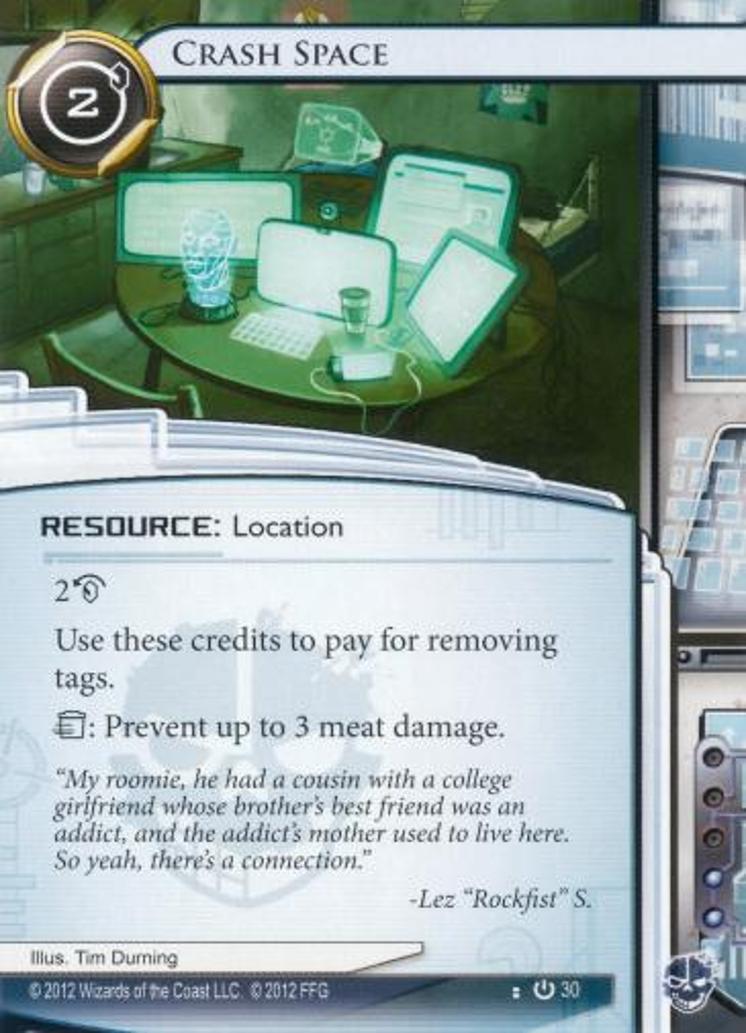 CRASH SPACE
2
RESOURCE: Location
2
Use these credits to pay for removing
tags.
: Prevent up to 3 meat damage.
“My roomie, he had a cousin with a college
girlfriend whose brother’s best friend was an
addict, and the addict’s mother used to live here.
So yeah, there’s a connection.”
-Lez “Rockfist” S.
Illus. Tim Durning
© 2012 Wizards of the Coast LLC. © 2012 FFG
30